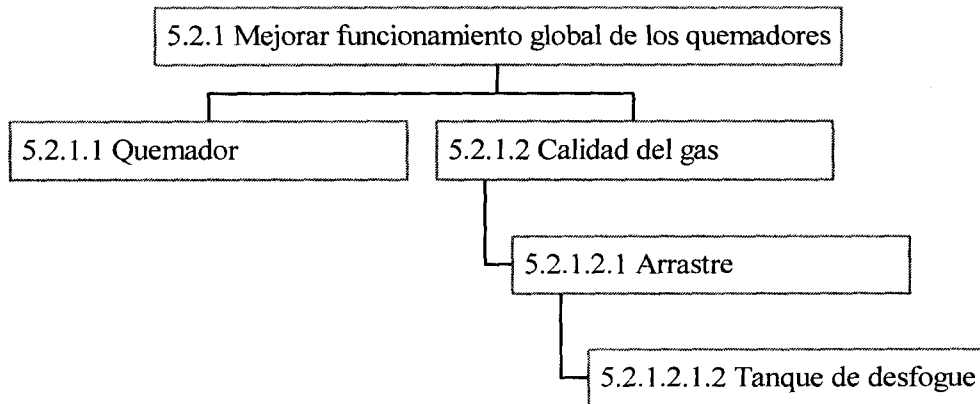 5.2.1 Mejorar funcionamiento global de los quemadores
5.2.1.1 Quemador
5.2.1.2 Calidad del gas
5.2.1.2.1 Arrastre
5.2.1.2.1.2 Tanque de desfogue